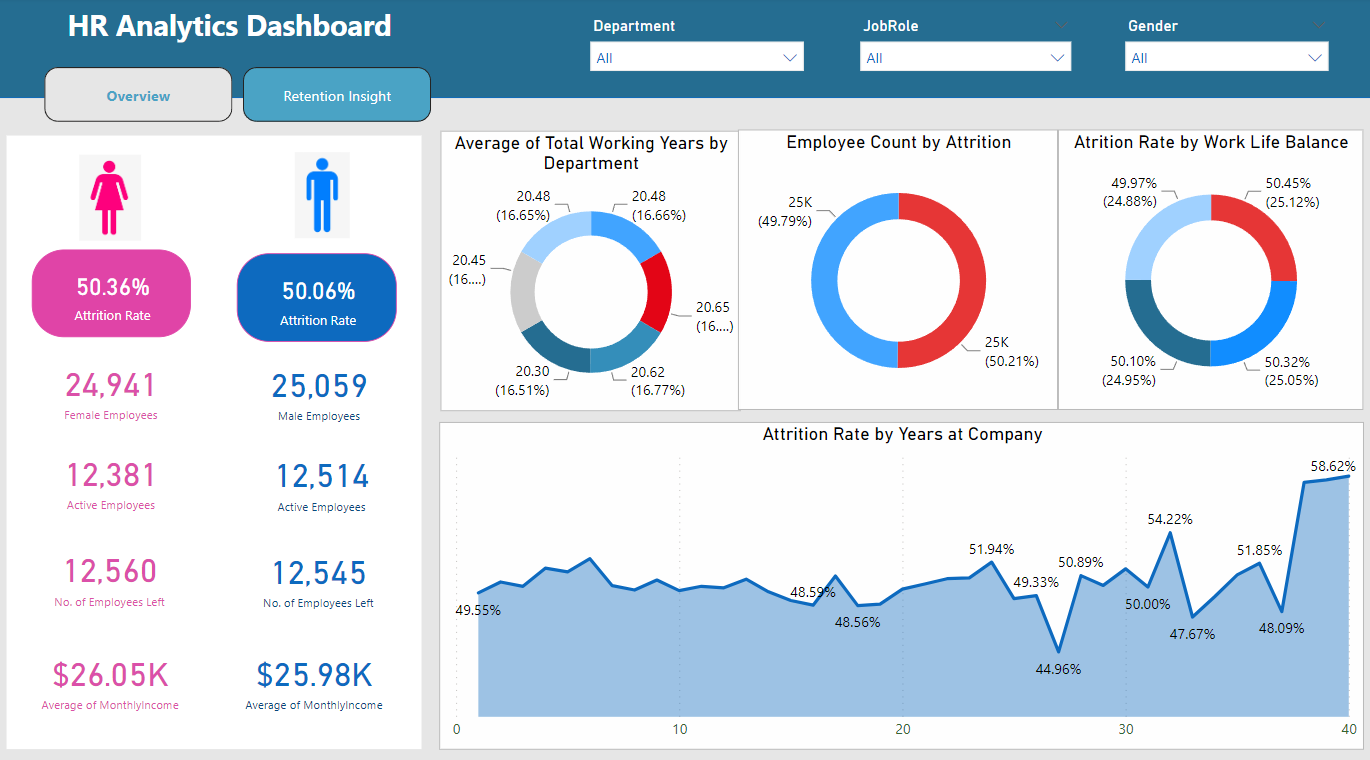 HR Analytics Dashboard
Department
JobRole
Gender
All
All
All
Overview
Retention Insight
50.36%
Attrition Rate
50.06%
Attrition Rate
24,941
Female Employees
25,059
Male Employees
12,381
Active Employees
12,514
Active Employees
12,560
No. of Employees Left
12,545
No. of Employees Left
$26.05K
Average of MonthlyIncome
$25.98K
Average of MonthlyIncome
Average of Total Working Years by
Department
20.48
(16.65%)
20.48
(16.66%)
20.45
(16....)
20.65
(16....)
20.30
(16.51%)
20.62
(16.77%)
Employee Count by Attrition
25K
(49.79%)
25K
(50.21%)
Atrition Rate by Work Life Balance
49.97%
(24.88%)
50.45%
(25.12%)
50.10%
(24.95%)
50.32%
(25.05%)
Attrition Rate by Years at Company
49.55%
48.59%
48.56%
51.94%
49.33%
44.96%
50.89%
50.00%
54.22%
47.67%
51.85%
48.09%
58.62%
0
10
20
30
40